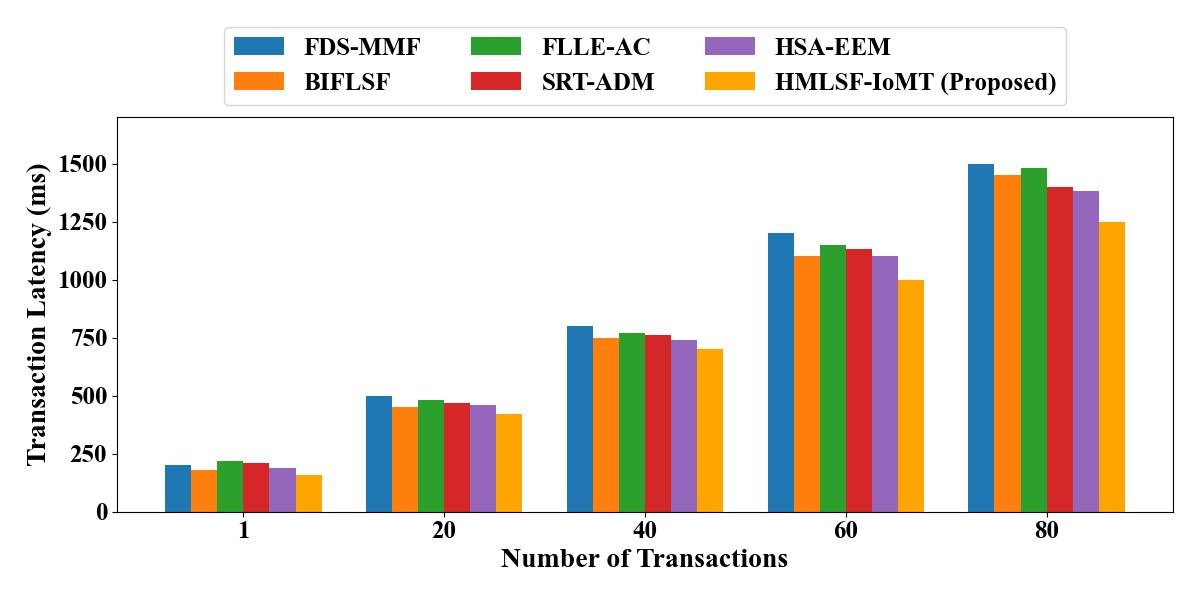 FDS-MMF
BIFLSF
FLLE-AC
SRT-ADM
HSA-EEM
HMLSF-IoMT (Proposed)
Transaction Latency (ms)
1500
1250
1000
750
500
250
0
1 20 40 60 80
Number of Transactions